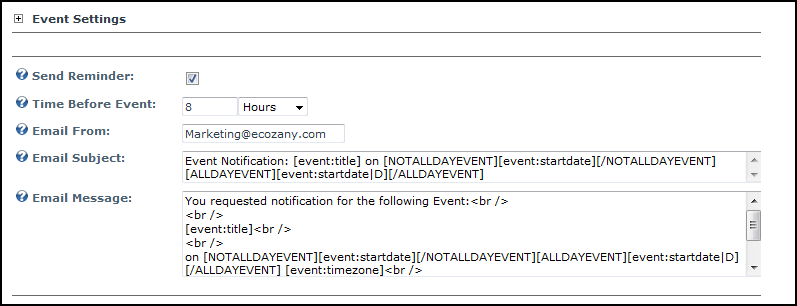 Event Settings
Send Reminder:
Time Before Event: 8 Hours
Email From: Marketing@ecozany.com
Email Subject: Event Notification: [event:title] on [NOTALLDAYEVENT][event:startdate][/NOTALLDAYEVENT]
[ALLDAYEVENT][event:startdate|D][/ALLDAYEVENT]
Email Message: You requested notification for the following Event:<br />
<br />
[event:title]<br />
<br />
on [NOTALLDAYEVENT][event:startdate][/NOTALLDAYEVENT][ALLDAYEVENT][event:startdate|D]
[/ALLDAYEVENT] [event:timezone]<br />